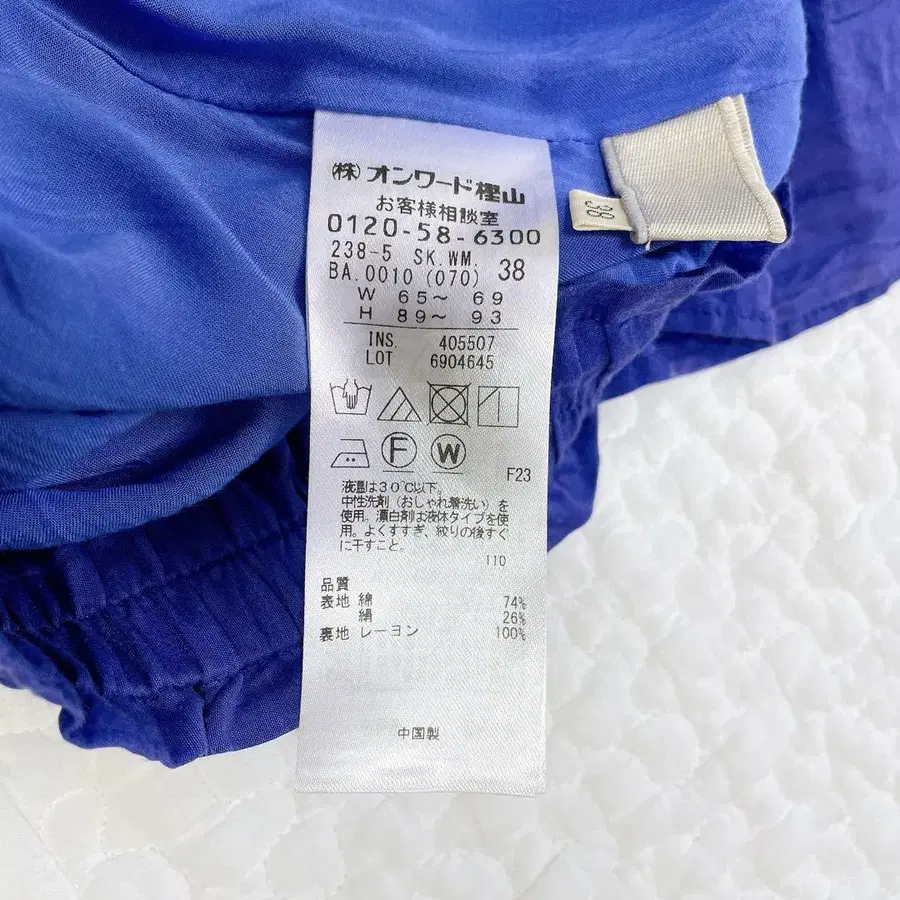 (株)オンワード樫山
お客様相談室
0120-58-6300
238-5 SK.WM.
BA.0010 (070) 38
W 65〜 69
H 89〜 93
INS. 405507
LOT 6904645
F
W
F23
液温は30℃以下。
中性洗剤(おしゃれ着洗い)を
使用。漂白剤は液体タイプを使
用。よくすすぎ、絞りの後すぐ
に干すこと。
110
品質
表地 綿 74%
絹 26%
裏地 レーヨン 100%
中国製
38